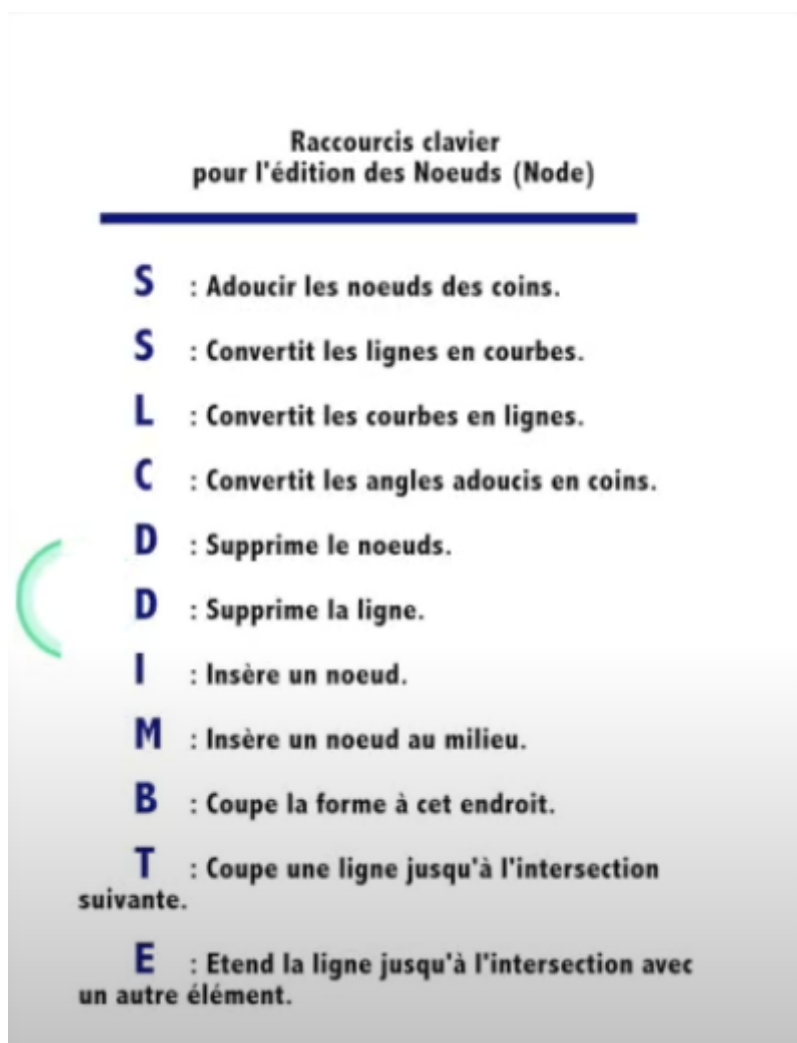 Raccourcis clavier
pour l'édition des Noeuds (Node)
S : Adoucir les noeuds des coins.
S : Convertit les lignes en courbes.
L : Convertit les courbes en lignes.
C : Convertit les angles adoucis en coins.
D : Supprime le noeuds.
D : Supprime la ligne.
I : Insère un noeud.
M : Insère un noeud au milieu.
B : Coupe la forme à cet endroit.
T : Coupe une ligne jusqu'à l'intersection
suivante.
E : Etend la ligne jusqu'à l'intersection avec
un autre élément.